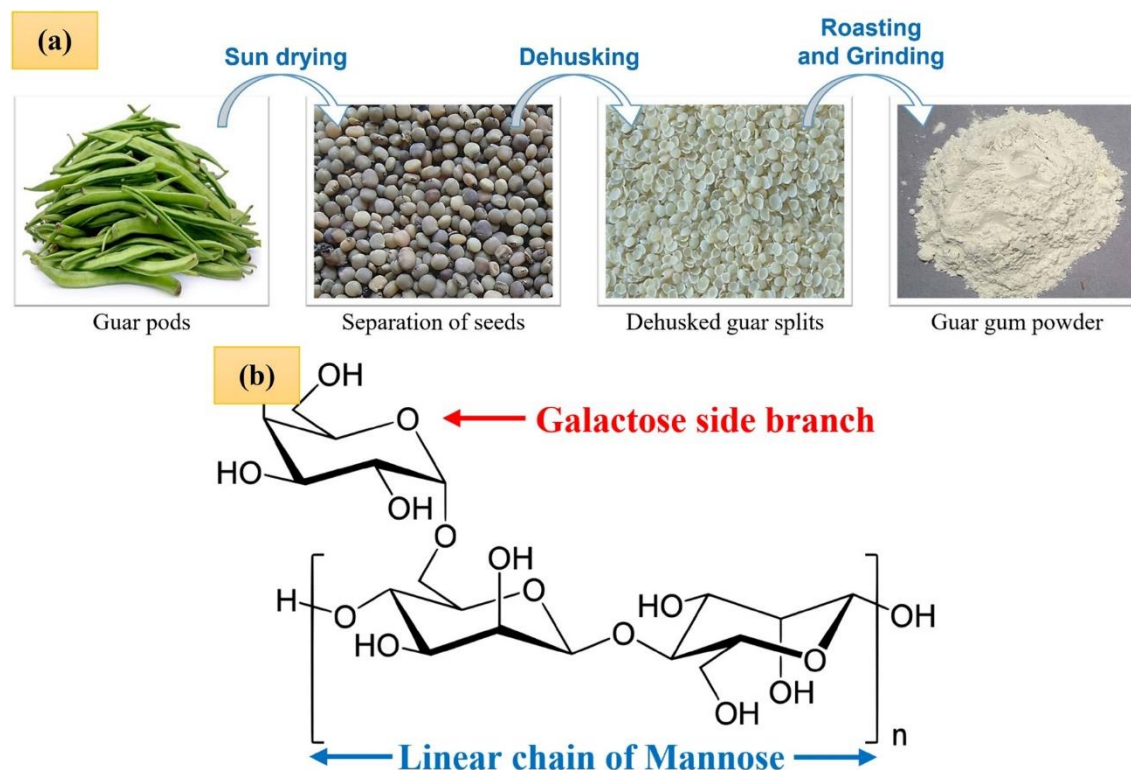 (a)
Sun drying
Dehusking
Roasting
and Grinding
Guar pods
Separation of seeds
Dehusked guar splits
Guar gum powder
(b)
OH
O
Galactose side branch
HO
OH
O
OH
O
HO
H
O
HO
O
OH
O
HO
OH
OH
n
Linear chain of Mannose